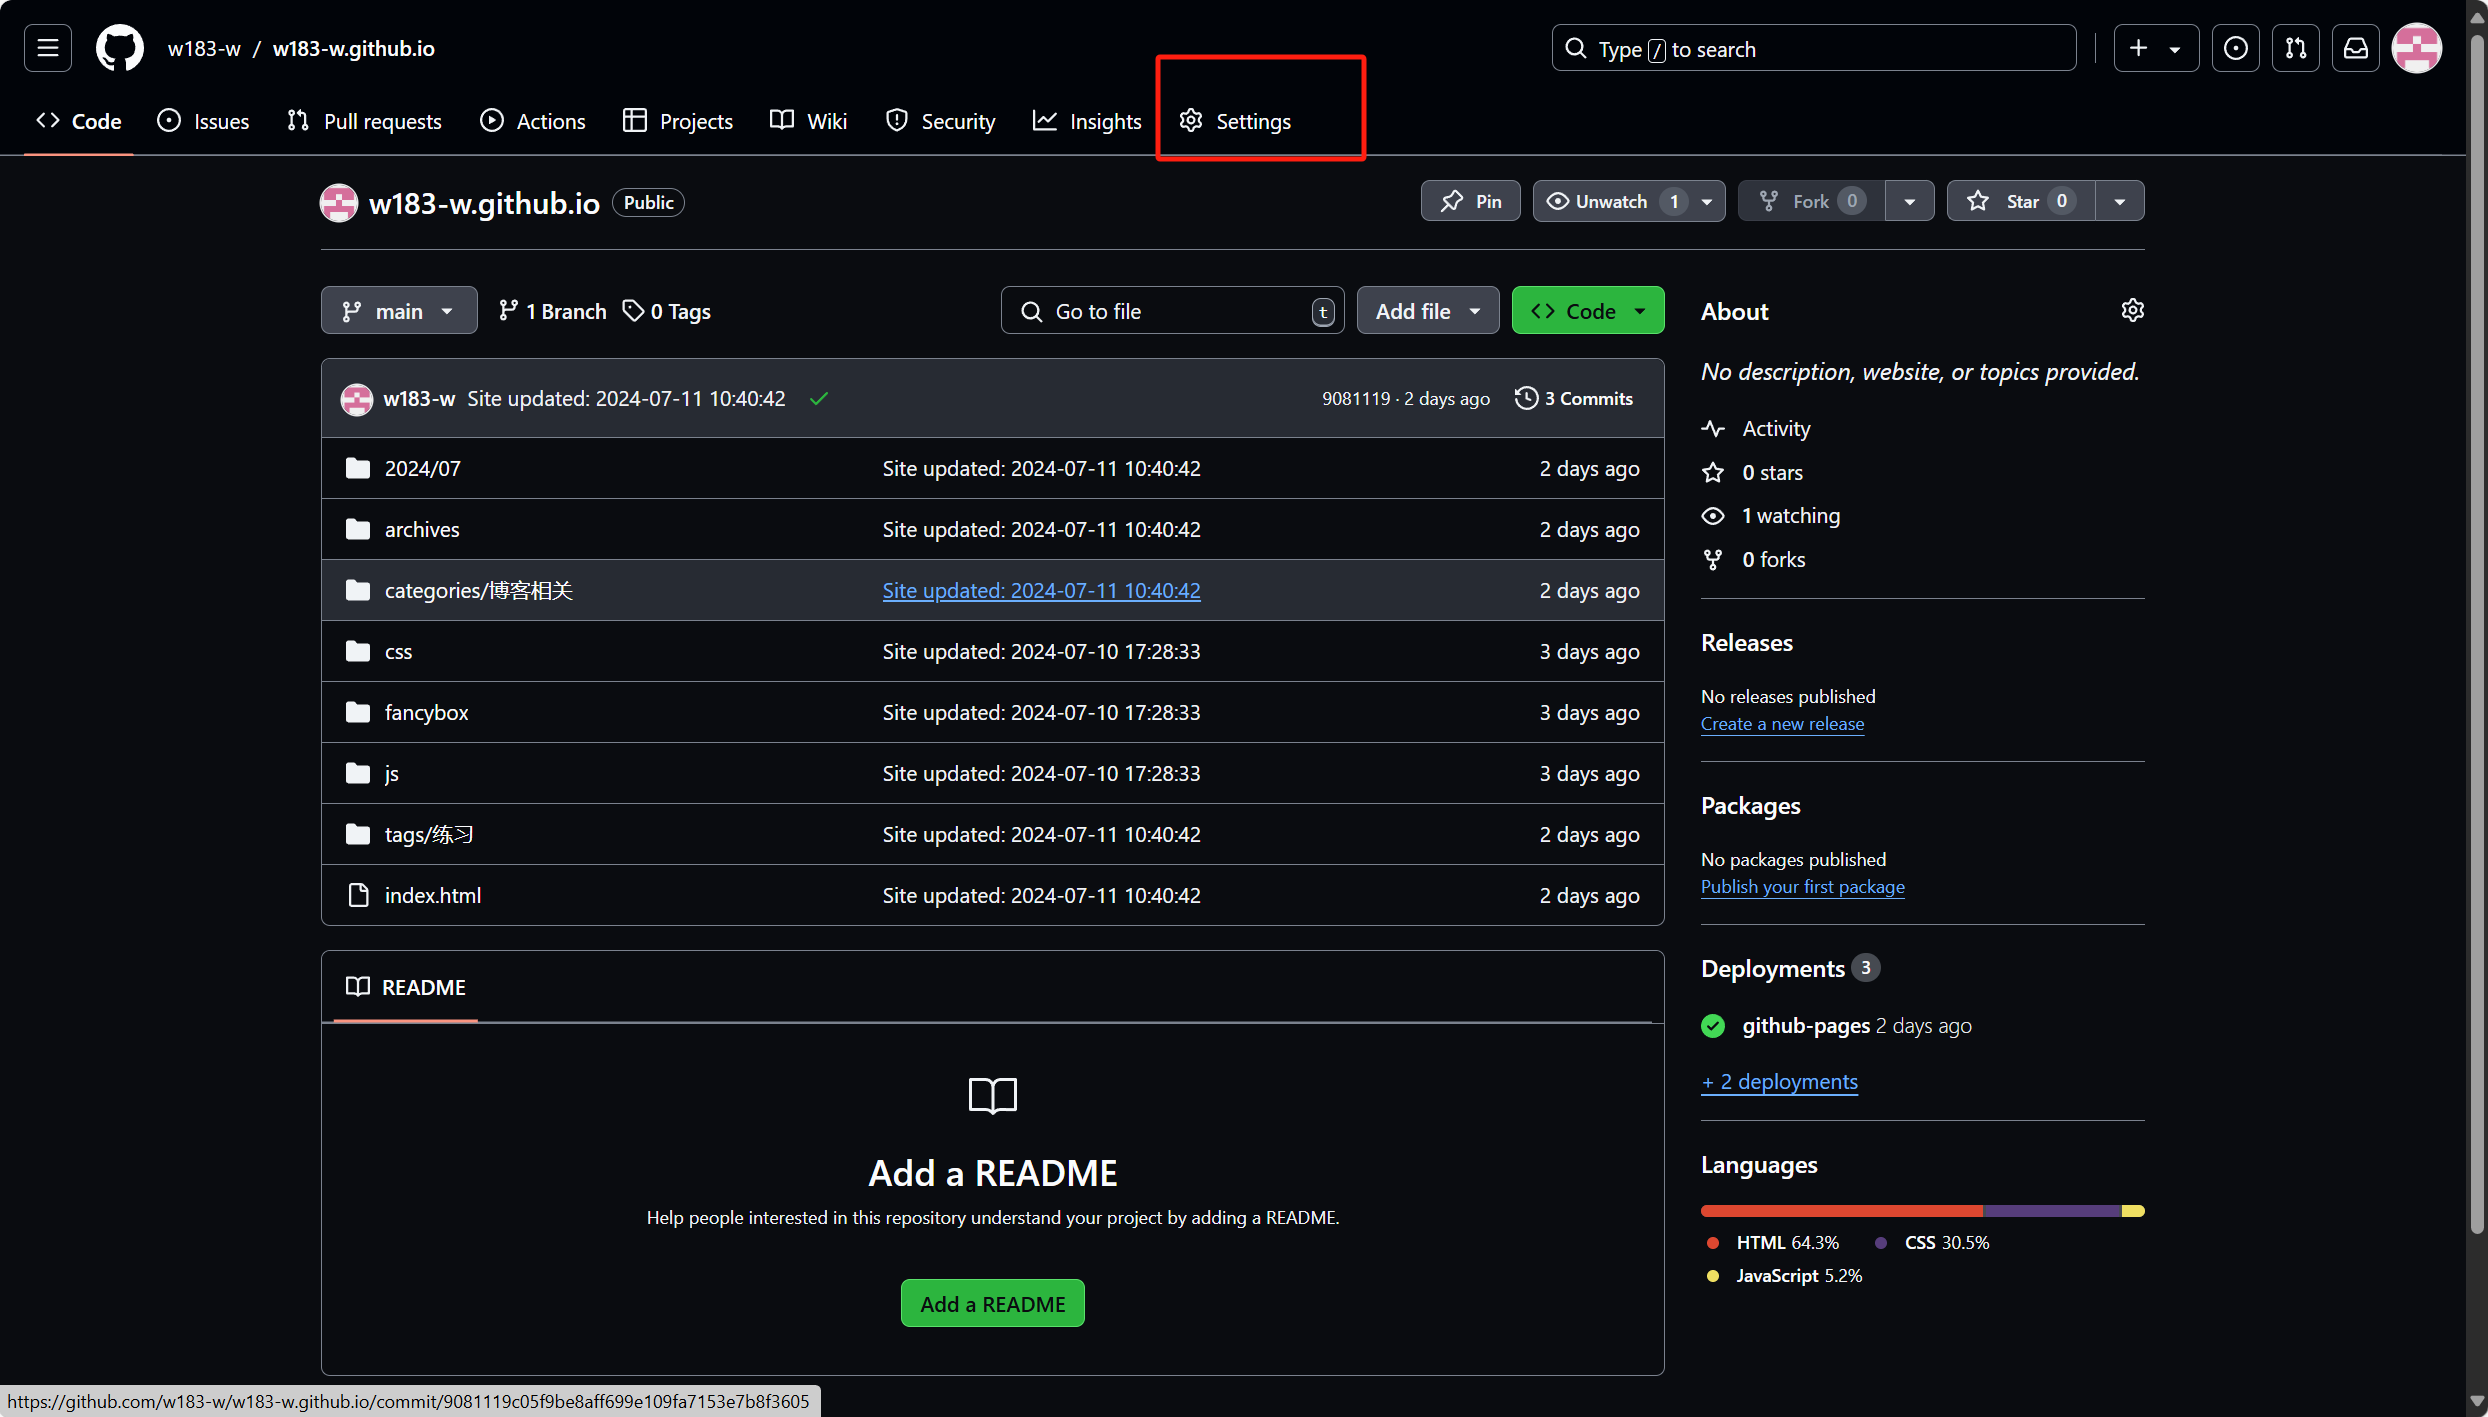 w183-w / w183-w.github.io
Type / to search
Code Issues Pull requests Actions Projects Wiki Security Insights Settings
w183-w.github.io Public
Pin Unwatch 1 Fork 0 Star 0
main 1 Branch 0 Tags Go to file t Add file Code
w183-w Site updated: 2024-07-11 10:40:42 9081119 · 2 days ago 3 Commits
2024/07 Site updated: 2024-07-11 10:40:42 2 days ago
archives Site updated: 2024-07-11 10:40:42 2 days ago
categories/博客相关 Site updated: 2024-07-11 10:40:42 2 days ago
css Site updated: 2024-07-10 17:28:33 3 days ago
fancybox Site updated: 2024-07-10 17:28:33 3 days ago
js Site updated: 2024-07-10 17:28:33 3 days ago
tags/练习 Site updated: 2024-07-11 10:40:42 2 days ago
index.html Site updated: 2024-07-11 10:40:42 2 days ago
README
Add a README
Help people interested in this repository understand your project by adding a README.
Add a README
About
No description, website, or topics provided.
Activity
0 stars
1 watching
0 forks
Releases
No releases published
Create a new release
Packages
No packages published
Publish your first package
Deployments 3
github-pages 2 days ago
+ 2 deployments
Languages
HTML 64.3% CSS 30.5%
JavaScript 5.2%
https://github.com/w183-w/w183-w.github.io/commit/9081119c05f9be8aff699e109fa7153e7b8f3605